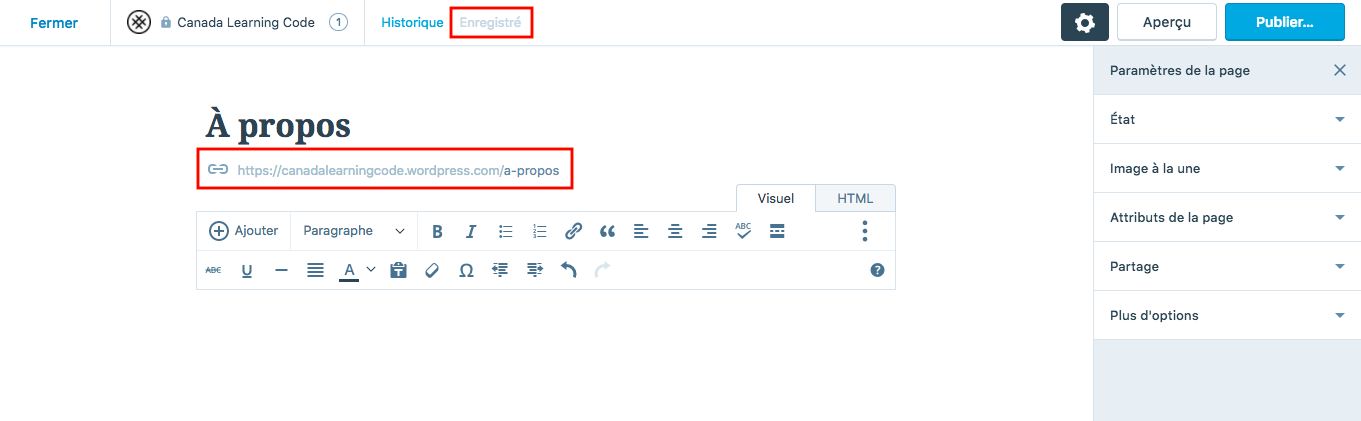 Fermer
Canada Learning Code 1
Historique Enregistré
Aperçu
Publier...
Paramètres de la page
À propos
https://canadalearningcode.wordpress.com/a-propos
Visuel HTML
Ajouter Paragraphe B I ABC
ABC U A T Ω ?
État
Image à la une
Attributs de la page
Partage
Plus d'options